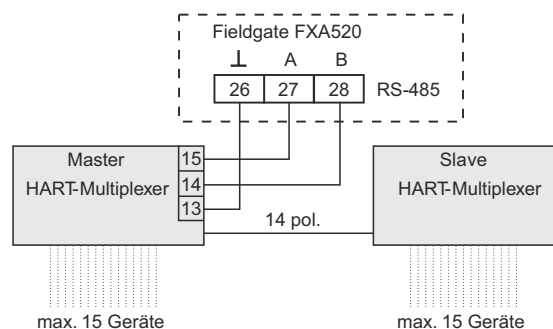 Fieldgate FXA520
⊥ A B
26 27 28 RS-485
Master
HART-Multiplexer
15
14
13
Slave
HART-Multiplexer
14 pol.
max. 15 Geräte
max. 15 Geräte